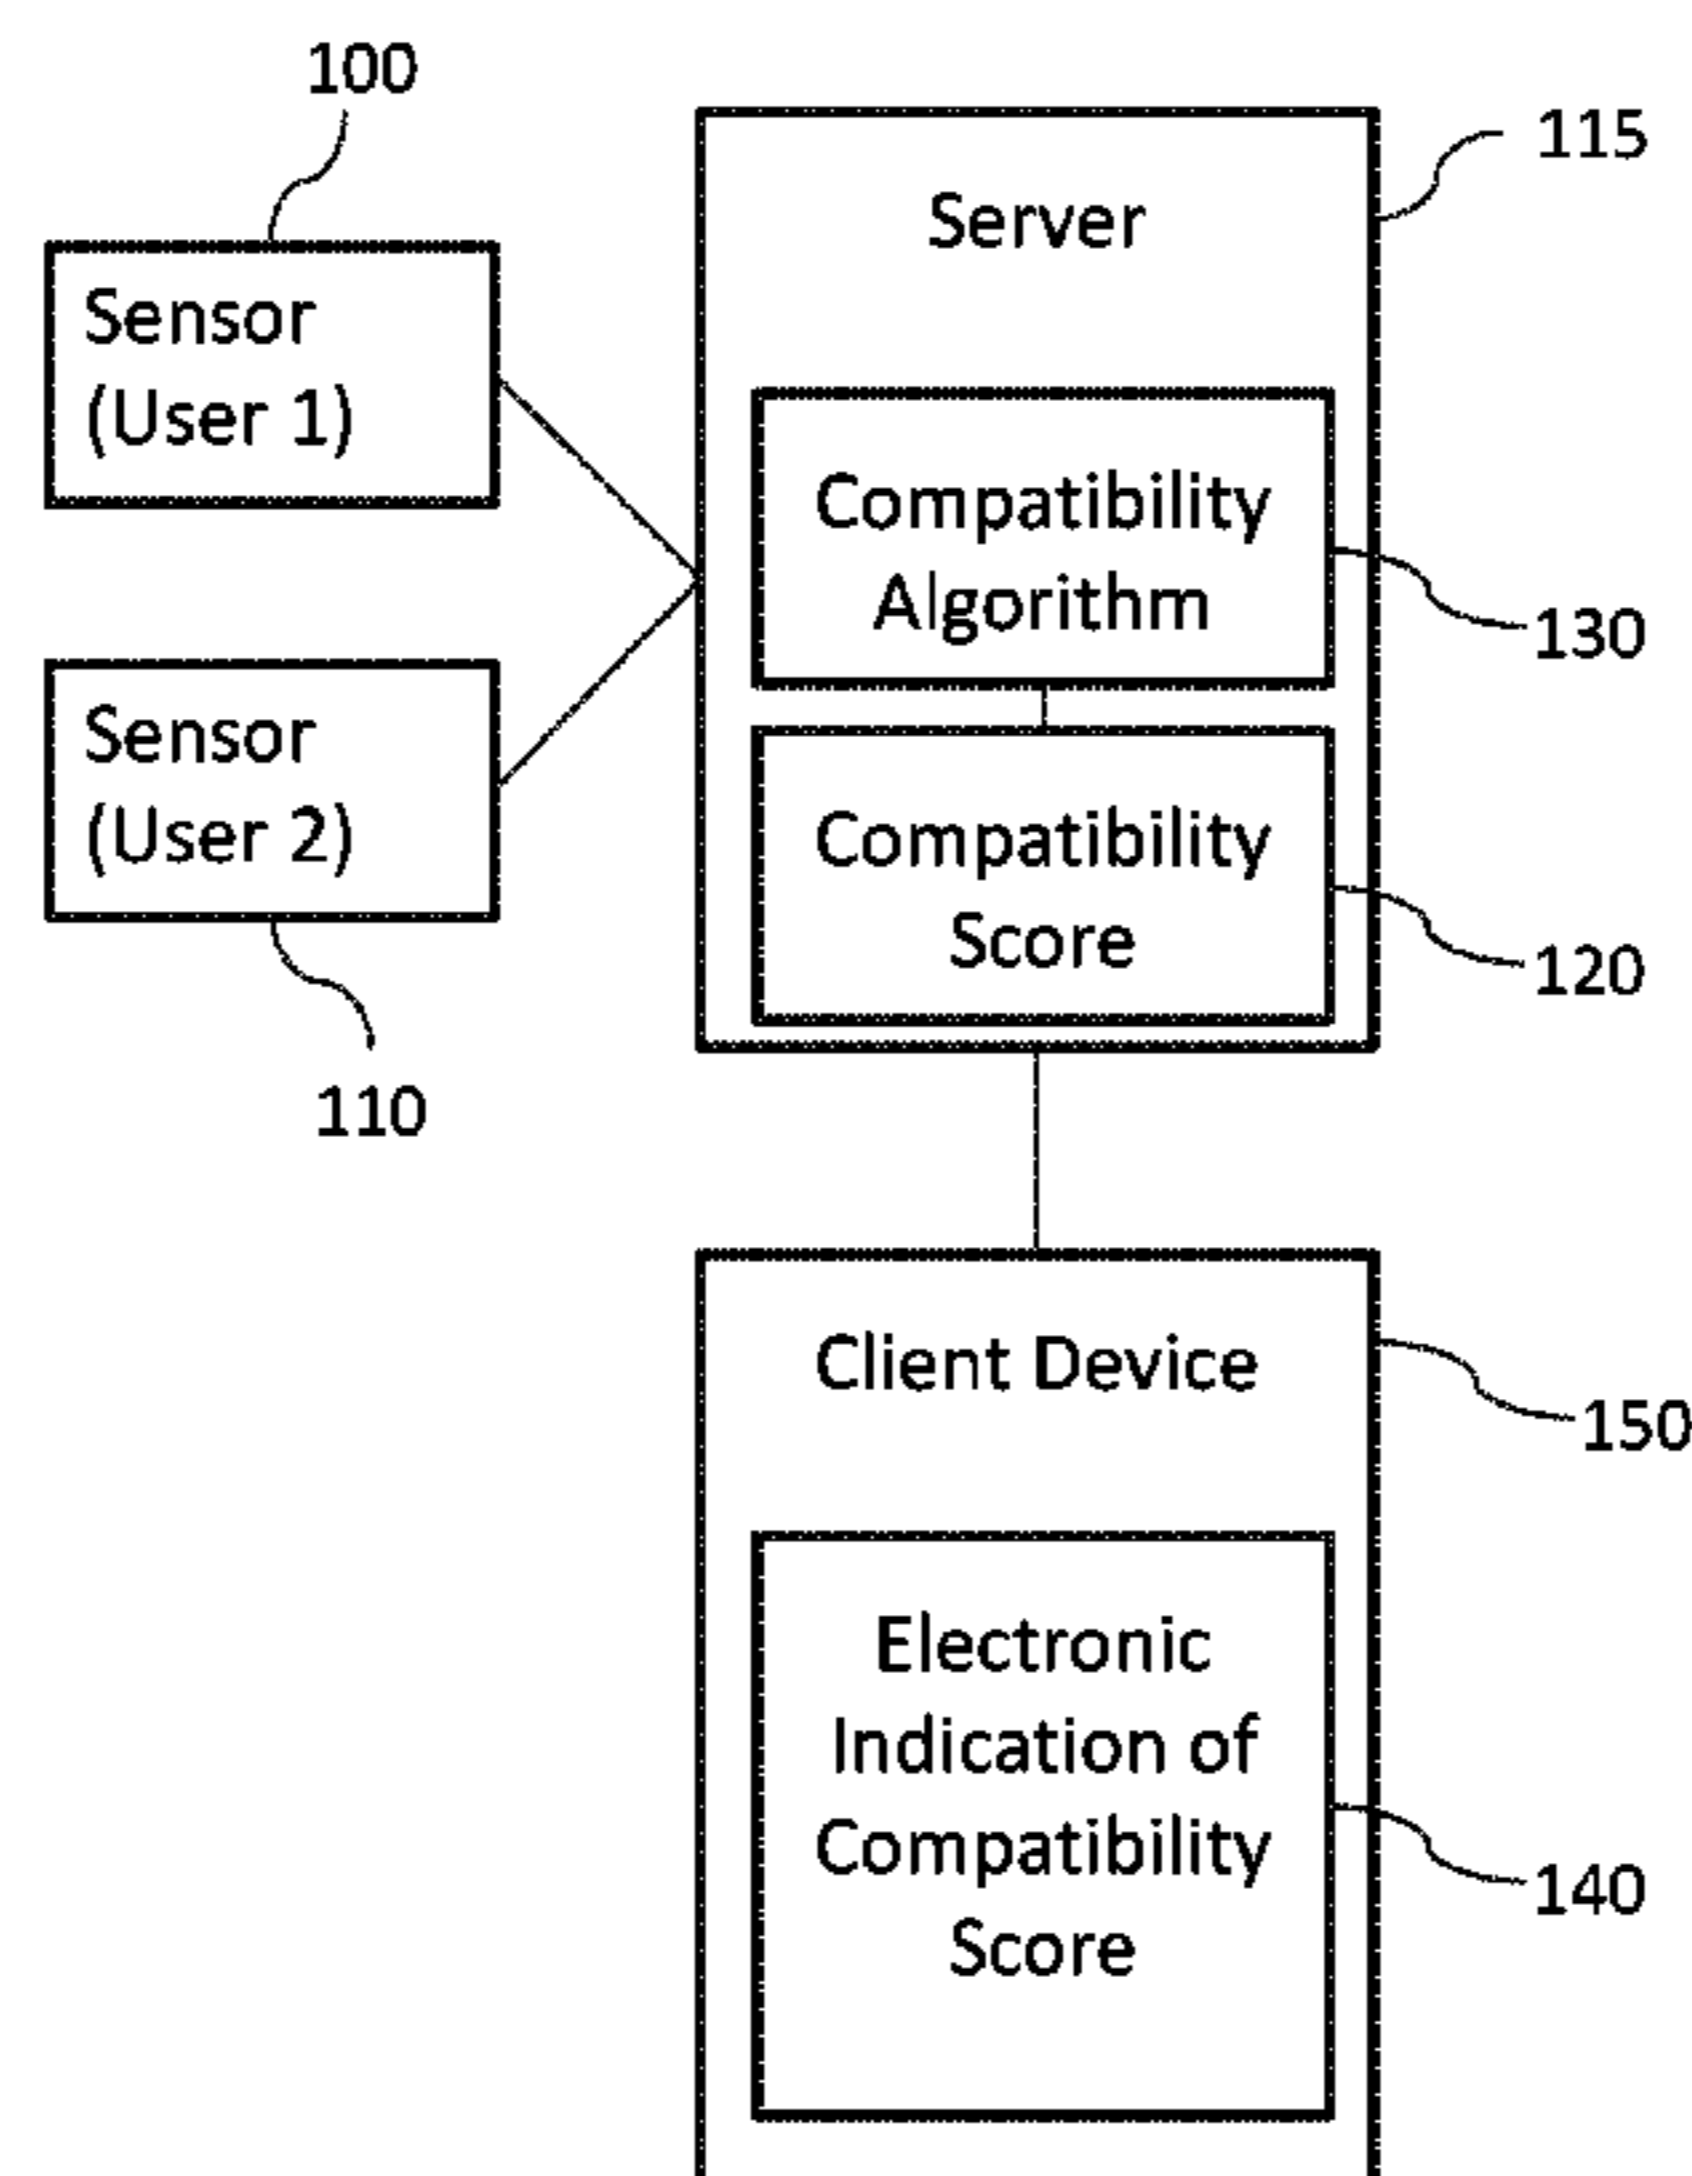 100
115
Server
Sensor
(User 1)
Compatibility
Algorithm
130
Sensor
(User 2)
Compatibility
Score
120
110
Client Device
150
Electronic
Indication of
Compatibility
Score
140